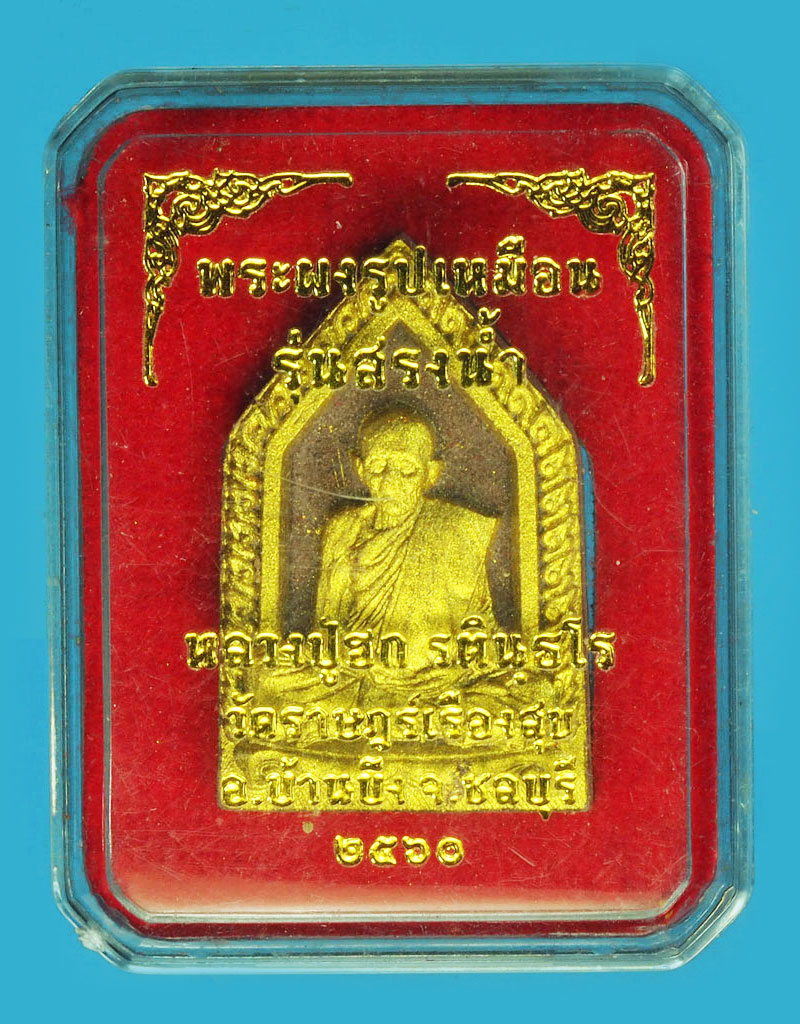 พระผงรูปเหมือน
รุ่นสรงน้ำ
หลวงปู่ฮก รตินฺธโร
วัดราษฎร์เรืองสุข
อ.บ้านบึง จ.ชลบุรี
๒๕๖๐